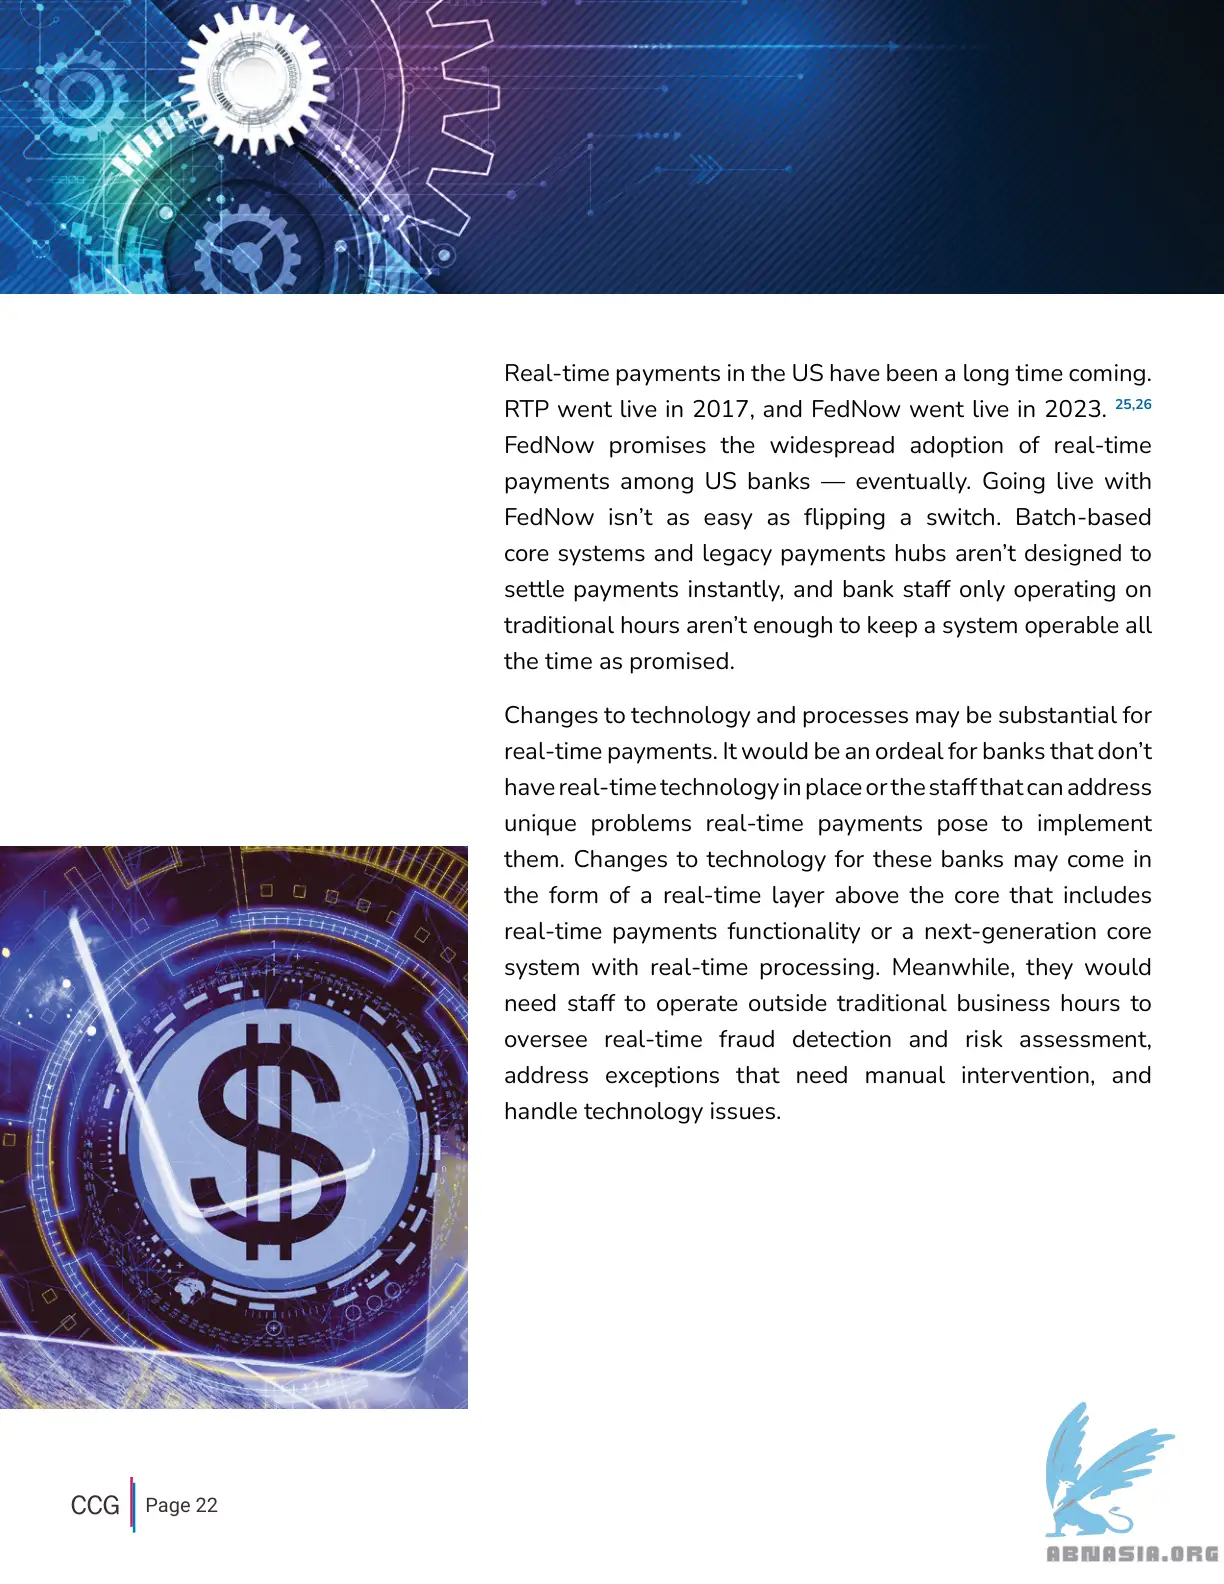 Real-time payments in the US have been a long time coming.
RTP went live in 2017, and FedNow went live in 2023. 25,26
FedNow promises the widespread adoption of real-time
payments among US banks — eventually. Going live with
FedNow isn’t as easy as flipping a switch. Batch-based
core systems and legacy payments hubs aren’t designed to
settle payments instantly, and bank staff only operating on
traditional hours aren’t enough to keep a system operable all
the time as promised.
Changes to technology and processes may be substantial for
real-time payments. It would be an ordeal for banks that don’t
have real-time technology in place or the staff that can address
unique problems real-time payments pose to implement
them. Changes to technology for these banks may come in
the form of a real-time layer above the core that includes
real-time payments functionality or a next-generation core
system with real-time processing. Meanwhile, they would
need staff to operate outside traditional business hours to
oversee real-time fraud detection and risk assessment,
address exceptions that need manual intervention, and
handle technology issues.
$
CCG Page 22
ABNASIA.ORG